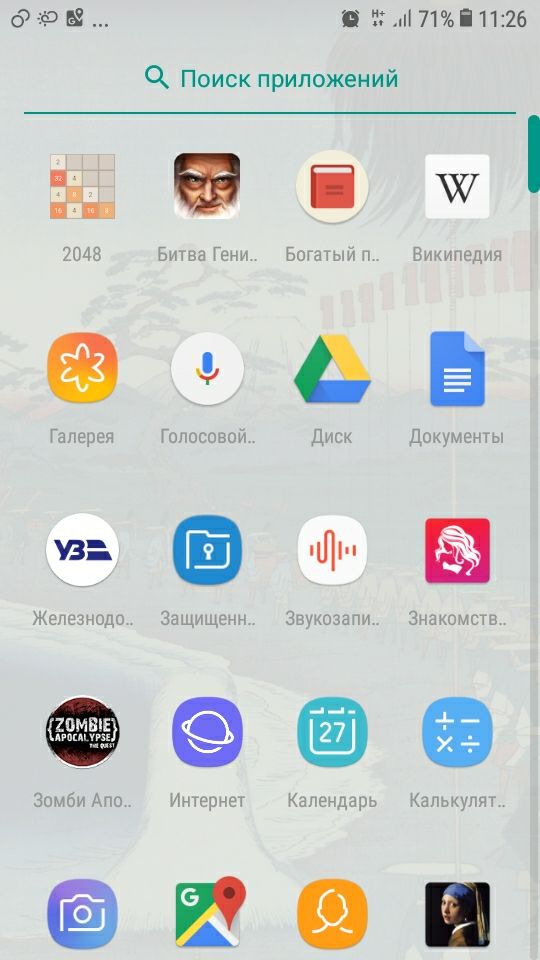 ... H+ 71% 11:26
Поиск приложений
2
32 4
4 8 2
16 4 16 8
W
2048 Битва Гени.. Богатый п.. Википедия
Галерея Голосовой.. Диск Документы
УЗ
Железнодо.. Защищенн.. Звукозапи.. Знакомств..
{ZOMBIE}
APOCALYPSE
THE QUEST
27
Зомби Апо.. Интернет Календарь Калькулят..
G